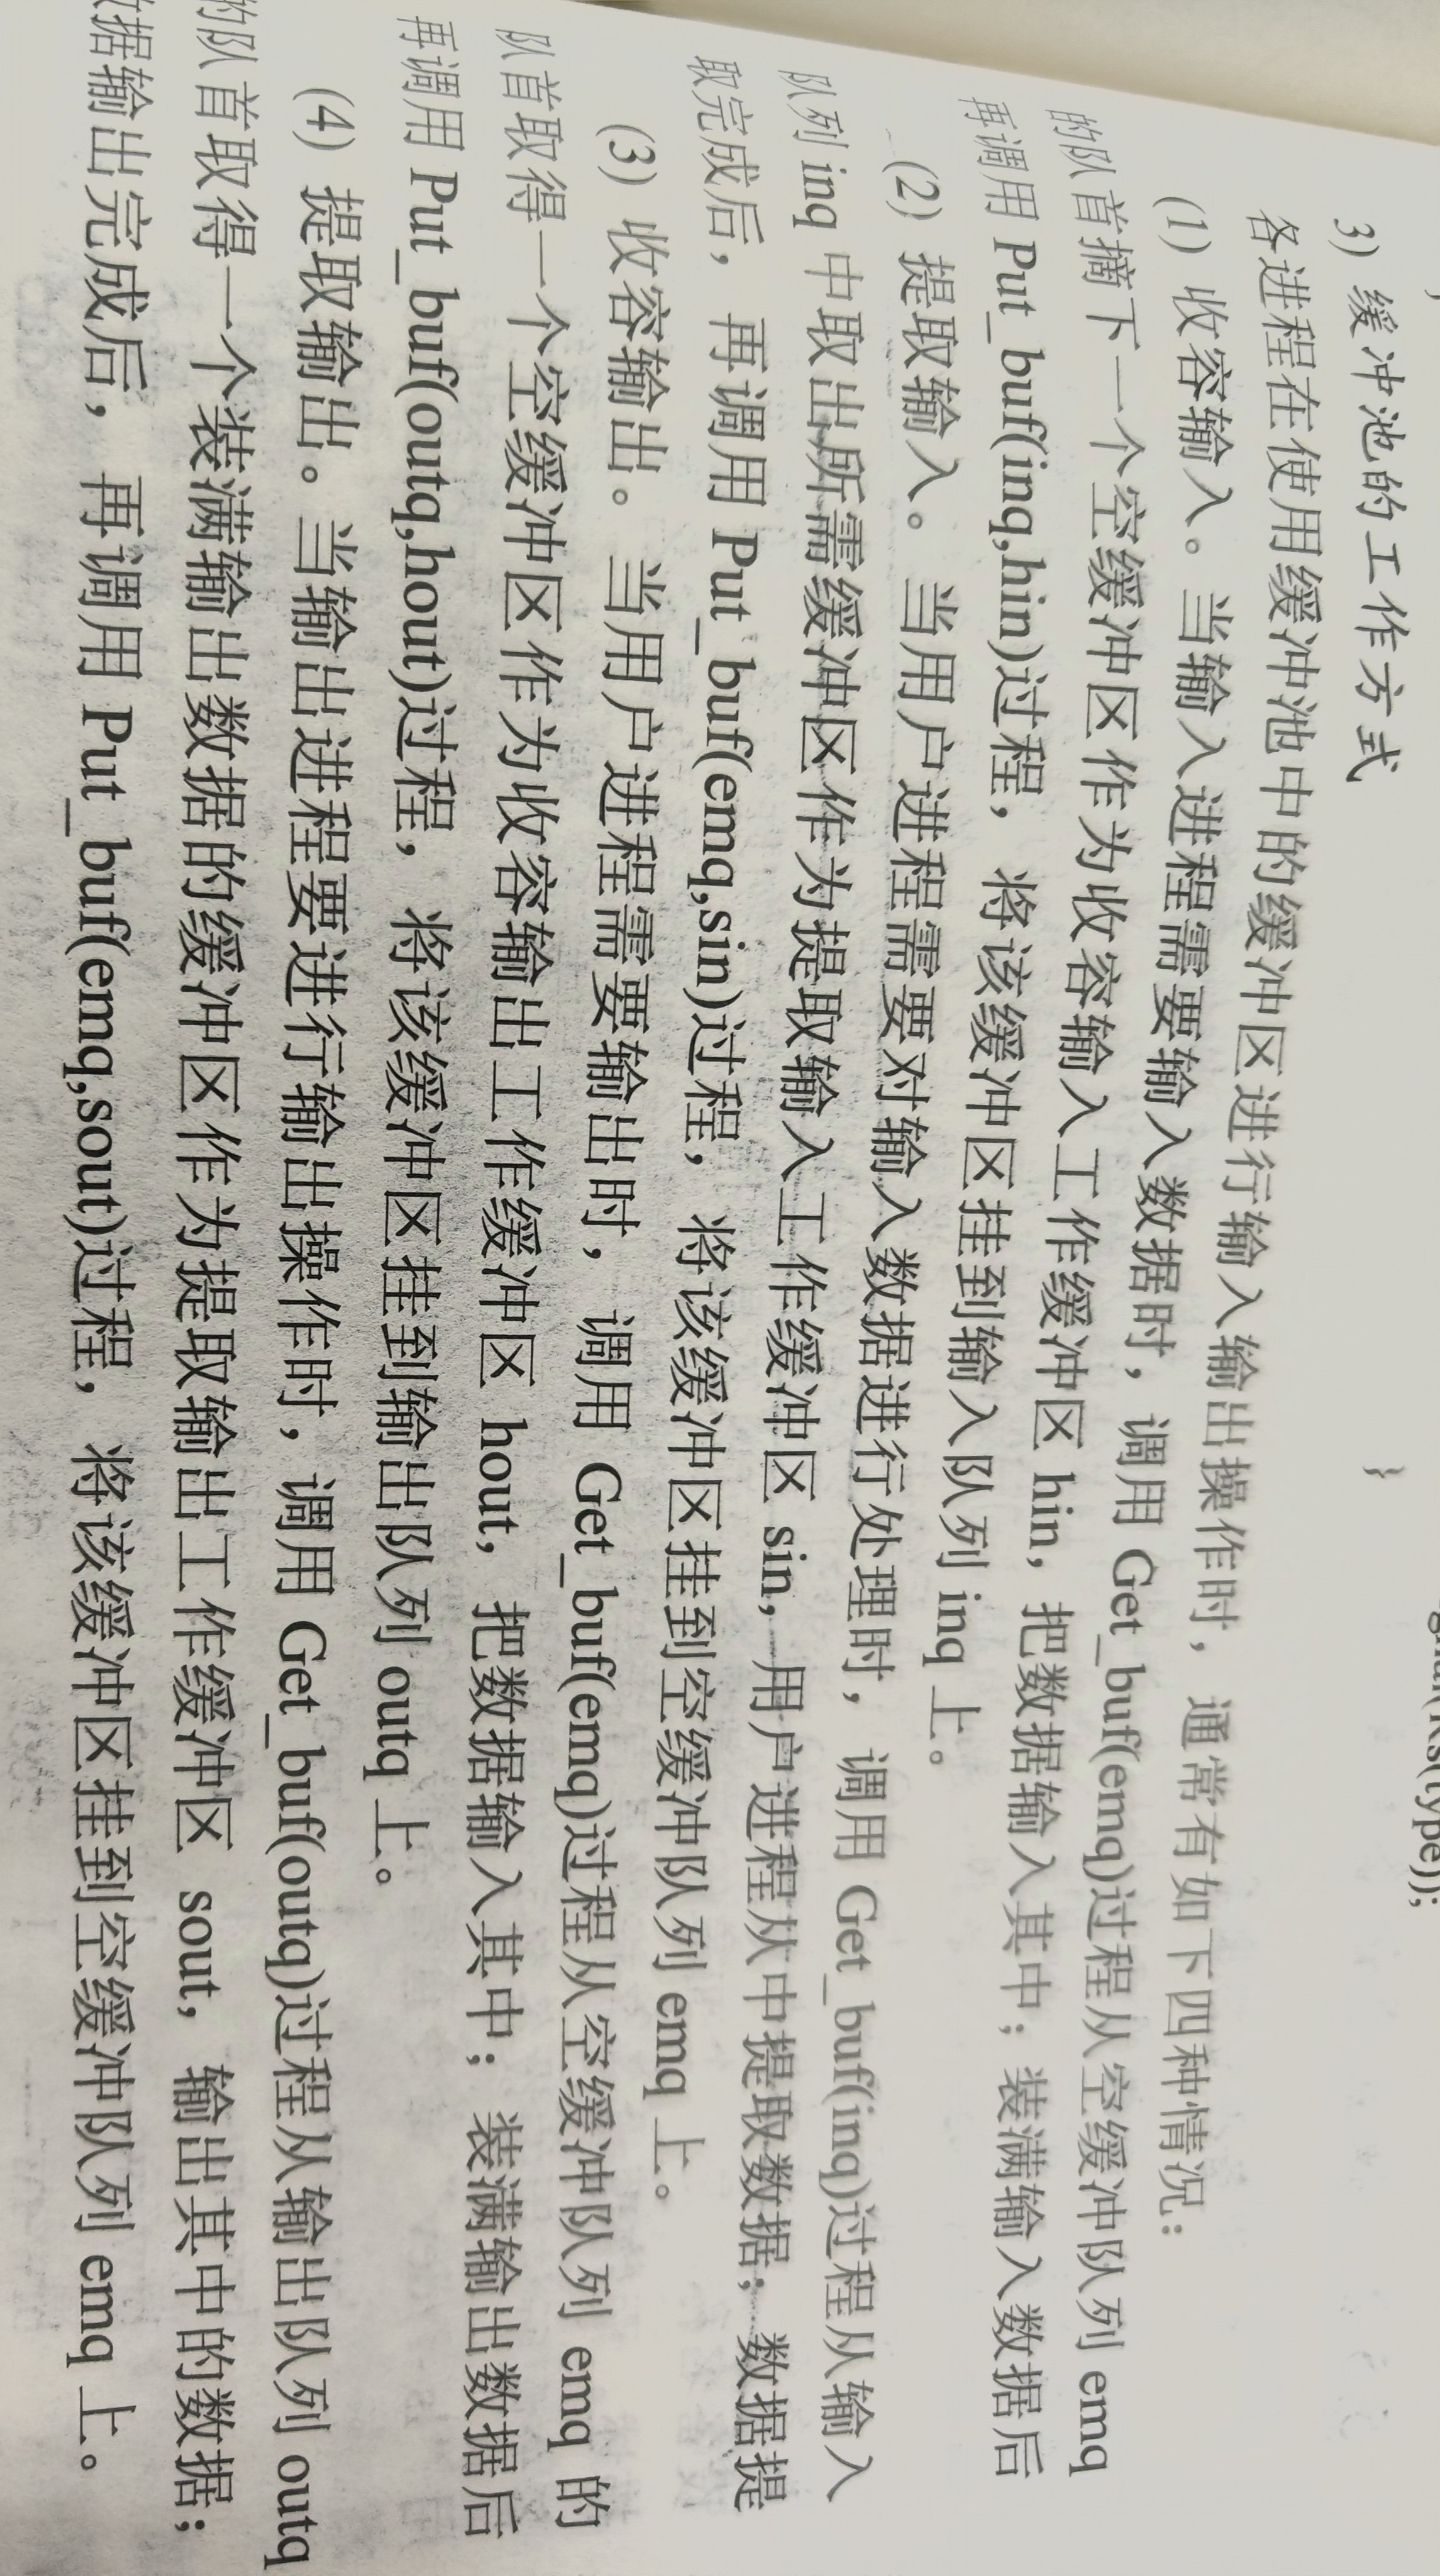 s(type));
}
3) 缓冲池的工作方式
各进程在使用缓冲池中的缓冲区进行输入输出操作时，通常有如下四种情况：
(1) 收容输入。当输入进程需要输入数据时，调用 Get_buf(emq)过程从空缓冲队列 emq
的队首摘下一个空缓冲区作为收容输入工作缓冲区 hin，把数据输入其中；装满输入数据后
再调用 Put_buf(inq,hin)过程，将该缓冲区挂到输入队列 inq 上。
(2) 提取输入。当用户进程需要对输入数据进行处理时，调用 Get_buf(inq)过程从输入
队列 inq 中取出所需缓冲区作为提取输入工作缓冲区 sin，用户进程从中提取数据；数据提
取完成后，再调用 Put_buf(emq,sin)过程，将该缓冲区挂到空缓冲队列 emq 上。
(3) 收容输出。当用户进程需要输出时，调用 Get_buf(emq)过程从空缓冲队列 emq 的
队首取得一个空缓冲区作为收容输出工作缓冲区 hout，把数据输入其中；装满输出数据后
再调用 Put_buf(outq,hout)过程，将该缓冲区挂到输出队列 outq 上。
(4) 提取输出。当输出进程要进行输出操作时，调用 Get_buf(outq)过程从输出队列 outq
的队首取得一个装满输出数据的缓冲区作为提取输出工作缓冲区 sout，输出其中的数据；
数据输出完成后，再调用 Put_buf(emq,sout)过程，将该缓冲区挂到空缓冲队列 emq 上。